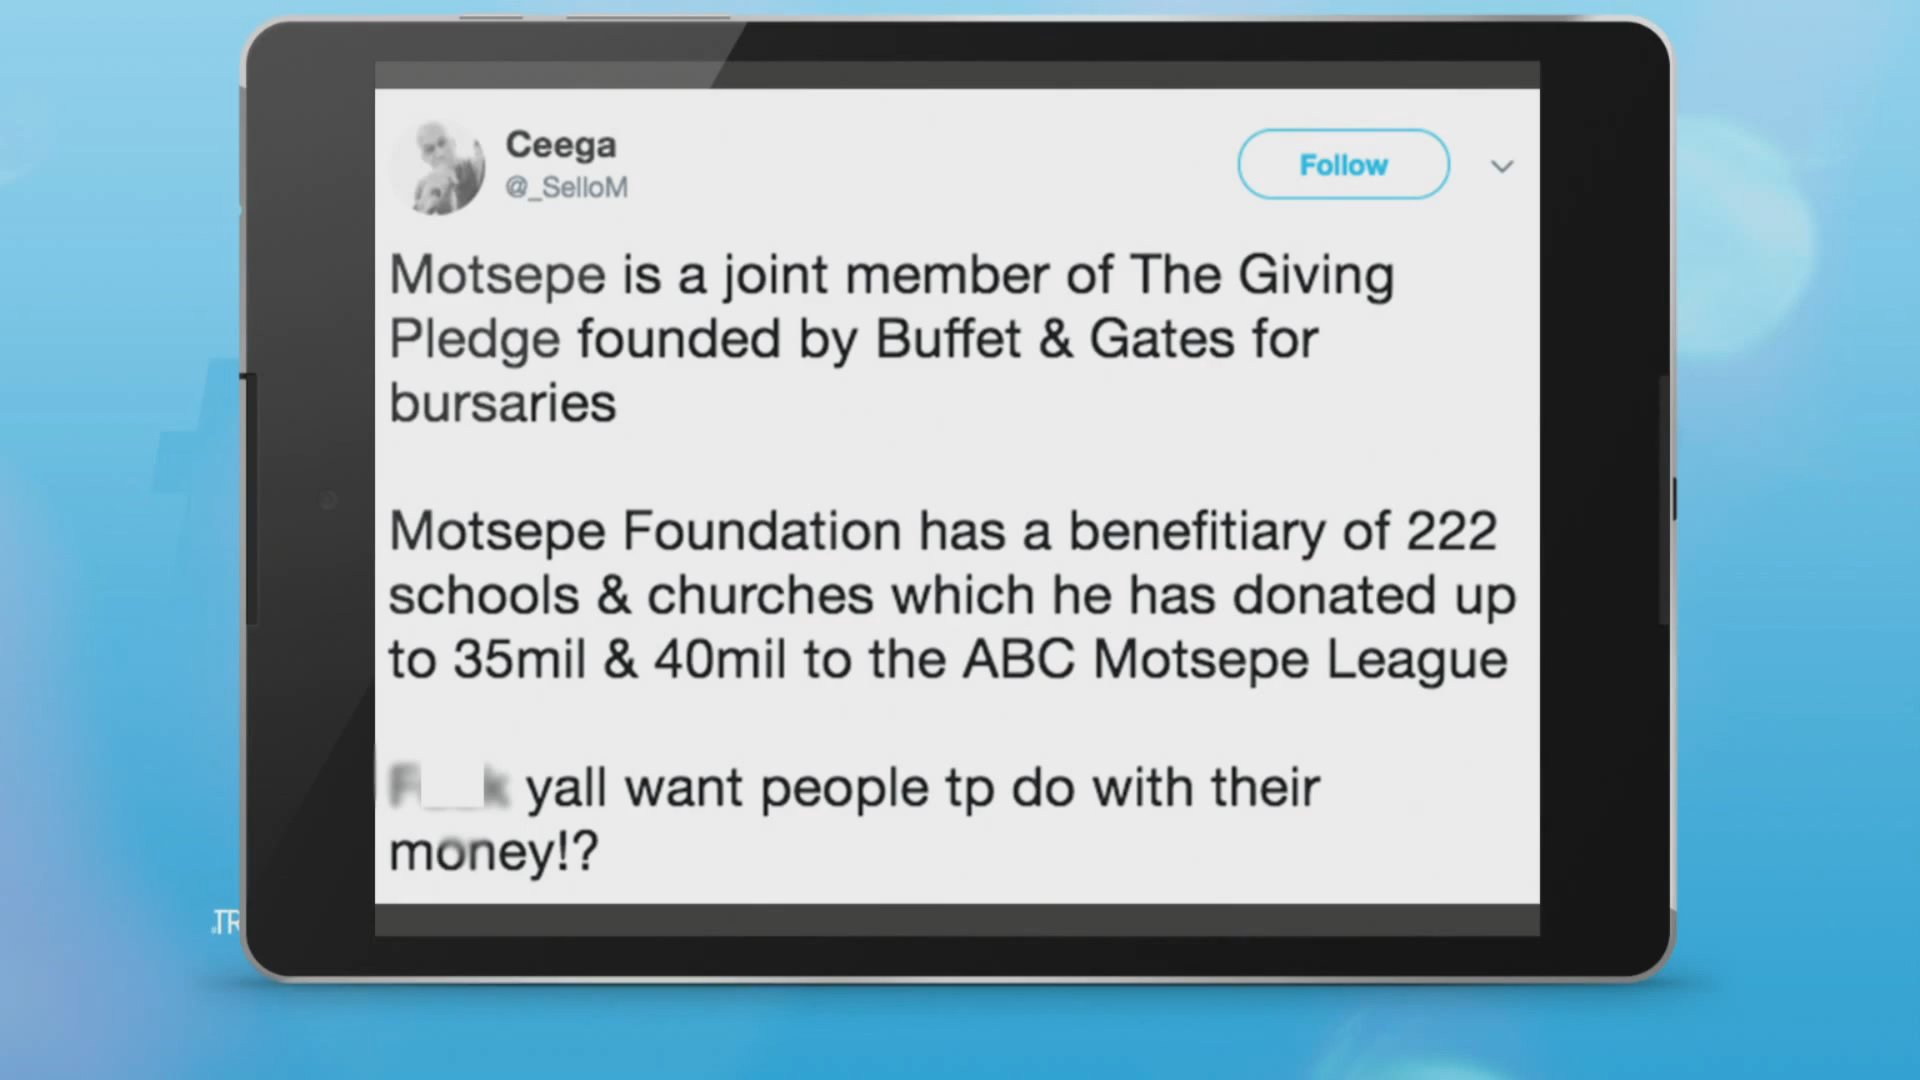 Ceega
@_SelloM
Follow
Motsepe is a joint member of The Giving
Pledge founded by Buffet & Gates for
bursaries
Motsepe Foundation has a benefitiary of 222
schools & churches which he has donated up
to 35mil & 40mil to the ABC Motsepe League
yall want people tp do with their
money!?
.TR